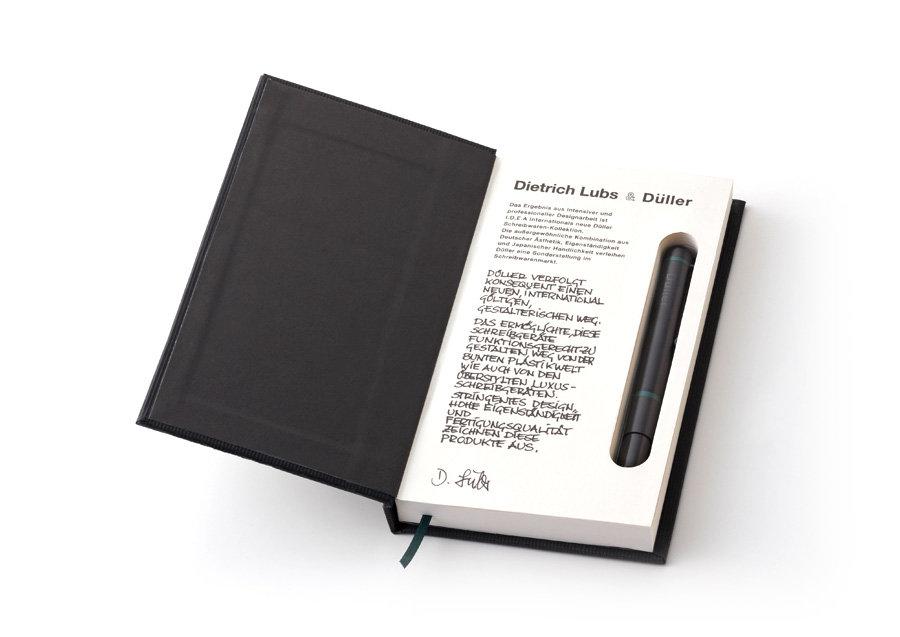 Dietrich Lubs & Düller
Das Ergebnis aus intensiver und
professioneller Designarbeit ist
I.D.E.A Internationals neue Düller
Schreibwaren-Kollektion.
Die außergewöhnliche Kombination aus
Deutscher Ästhetik, Eigenständigkeit
und Japanischer Handlichkeit verleihen
Düller eine Sonderstellung im
Schreibwarenmarkt.
DÜLLER VERFOLGT
KONSEQUENT EINEN
NEUEN, INTERNATIONAL
GÜLTIGEN,
GESTALTERISCHEN WEG.
DAS ERMÖGLICHTE, DIESE
SCHREIBGERÄTE
FUNKTIONSGERECHT ZU
GESTALTEN, WEG VON DER
BUNTEN PLASTIKWELT
WIE AUCH VON DEN
ÜBERSTYLTEN LUXUS-
SCHREIBGERÄTEN.
STRINGENTES DESIGN,
HOHE EIGENSTÄNDIGKEIT
UND
FERTIGUNGSQUALITÄT
ZEICHNEN DIESE
PRODUKTE AUS.
D. Lubs